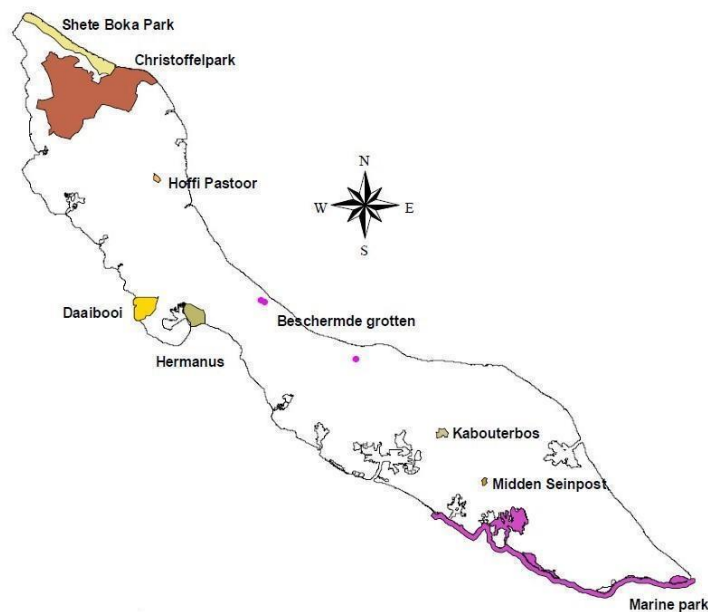 Shete Boka Park
Christoffelpark
Hoffi Pastoor
N
W
E
S
Daaibooi
Beschermde grotten
Hermanus
Kabouterbos
Midden Seinpost
Marine park